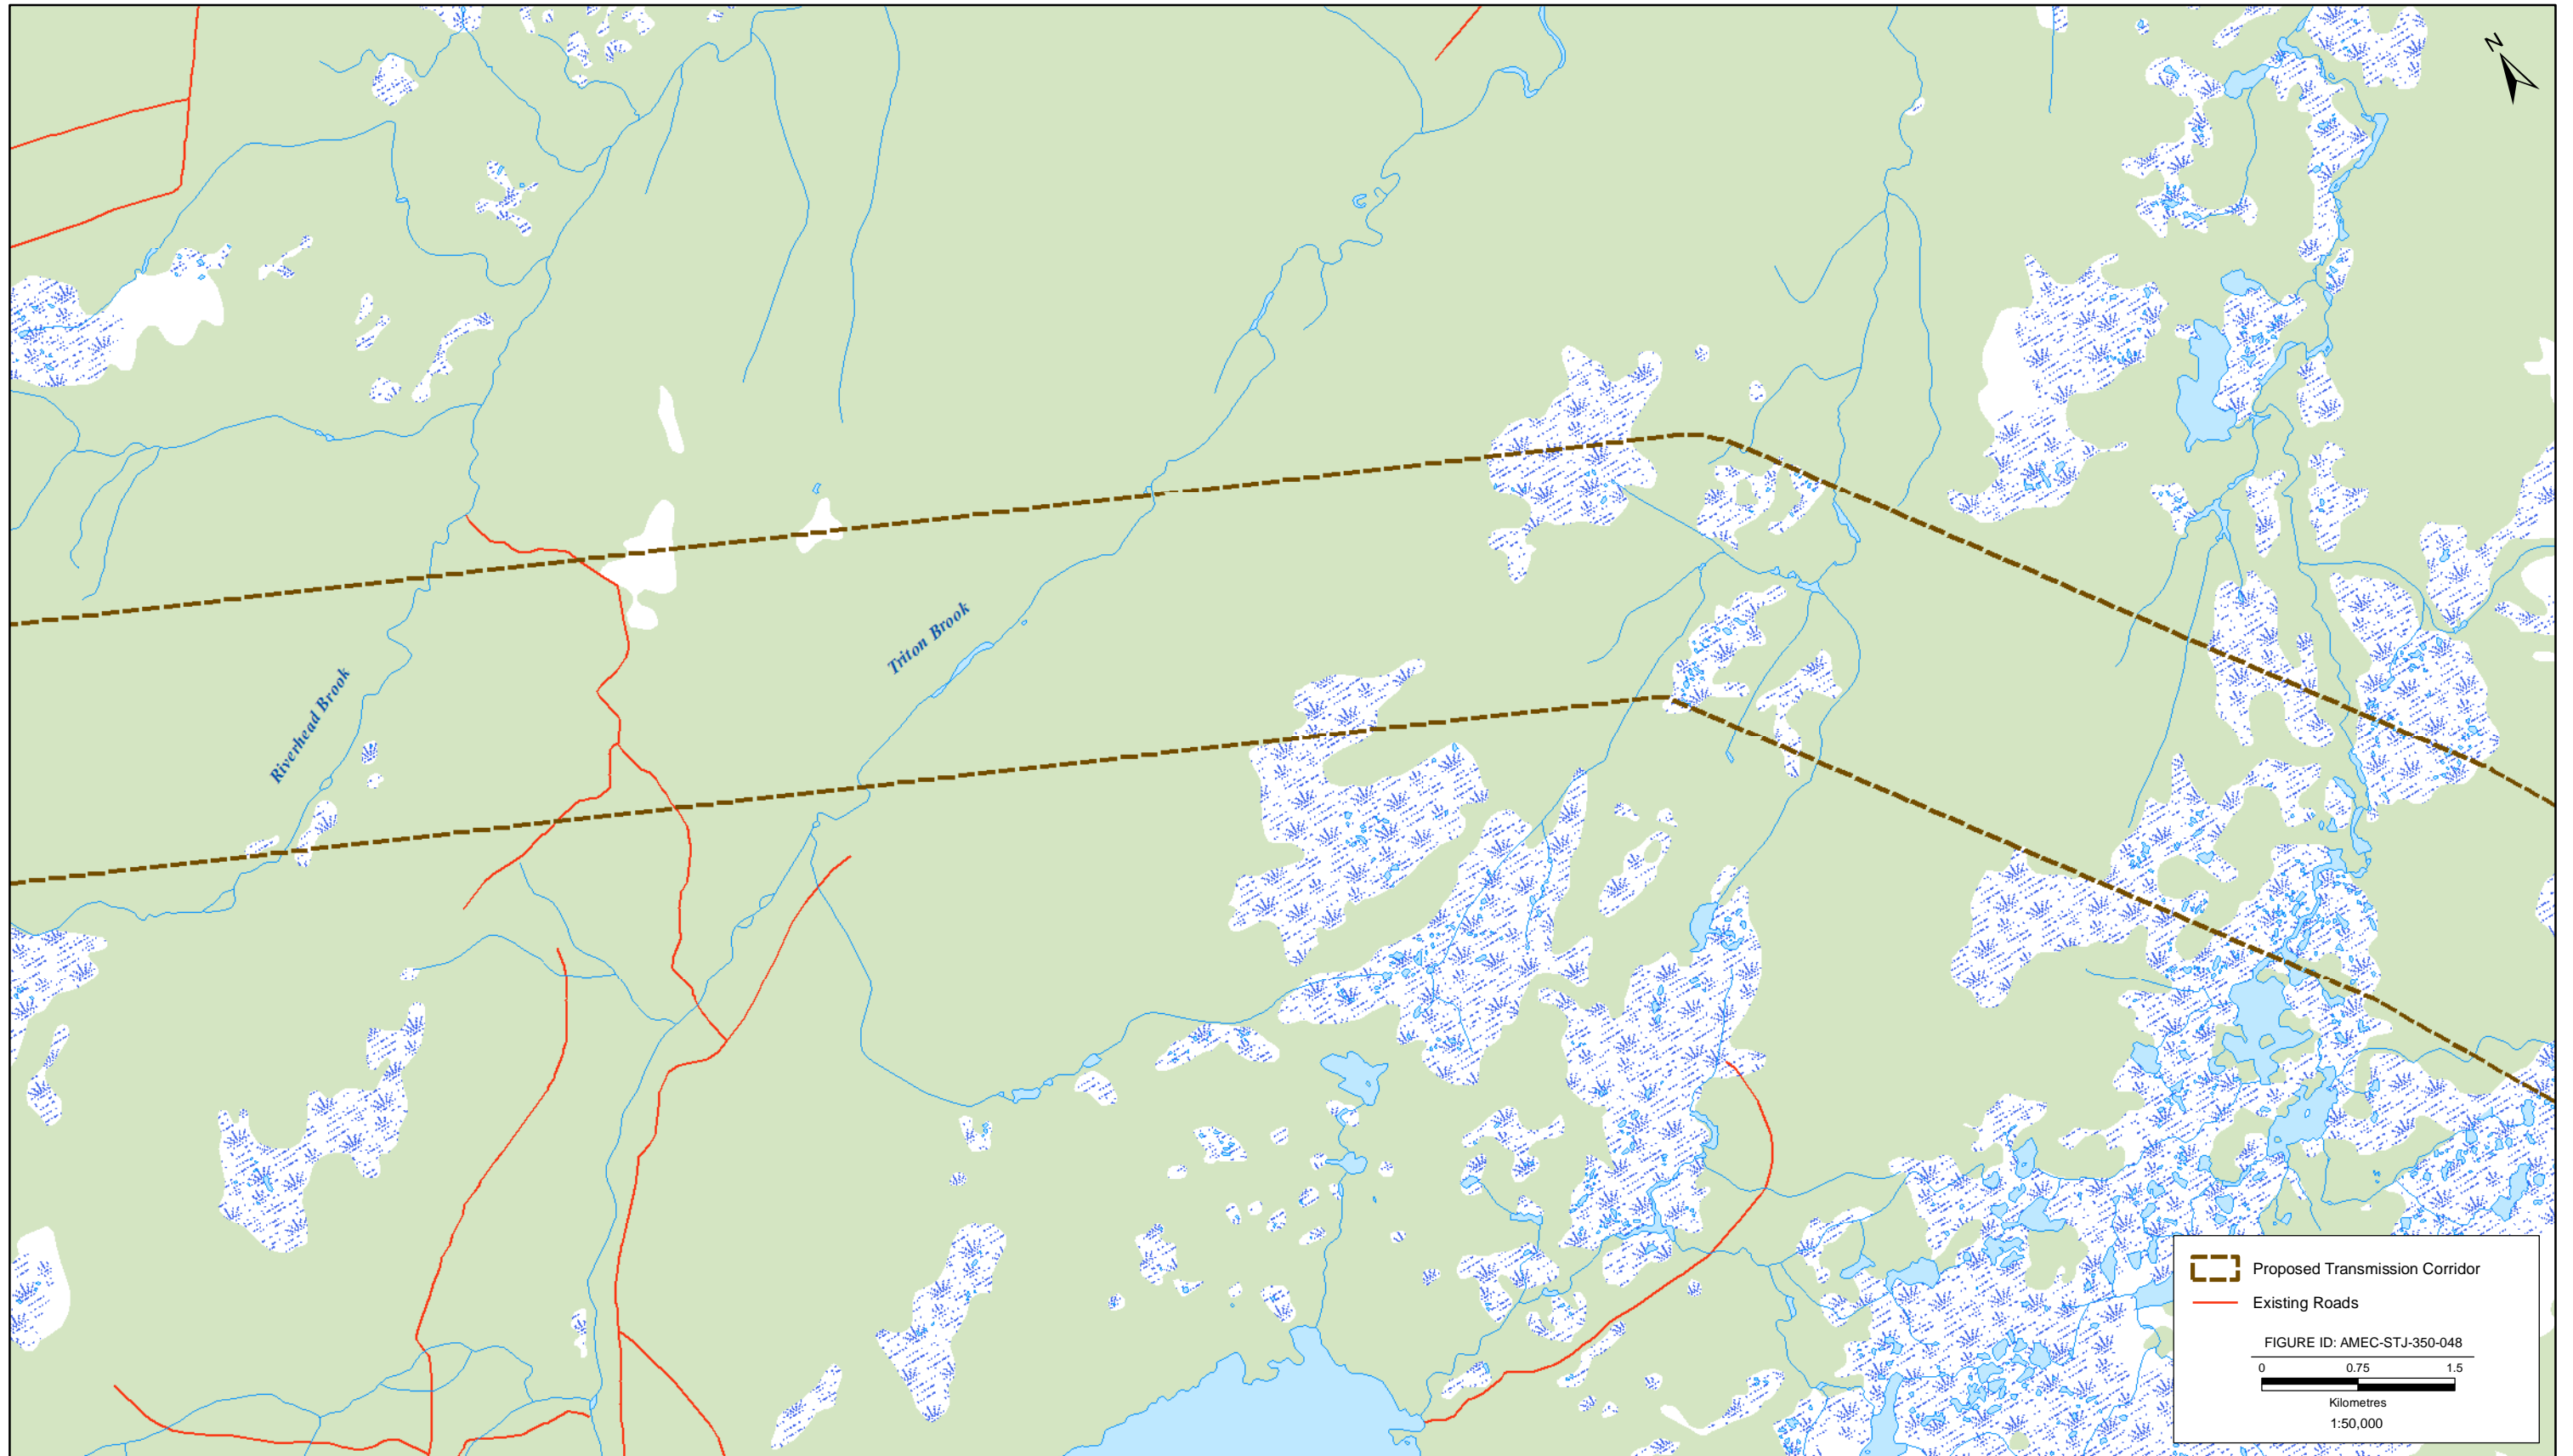 N
Triton Brook
Riverhead Brook
Proposed Transmission Corridor
Existing Roads
FIGURE ID: AMEC-STJ-350-048
0 0.75 1.5
Kilometres
1:50,000